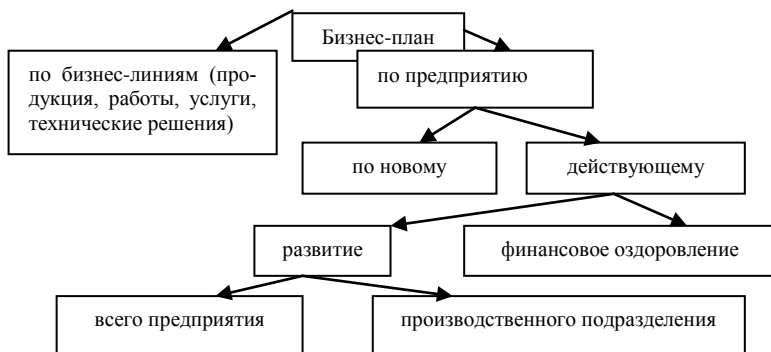 Бизнес-план
по бизнес-линиям (про-
дукция, работы, услуги,
технические решения)
по предприятию
по новому
действующему
развитие
финансовое оздоровление
всего предприятия
производственного подразделения